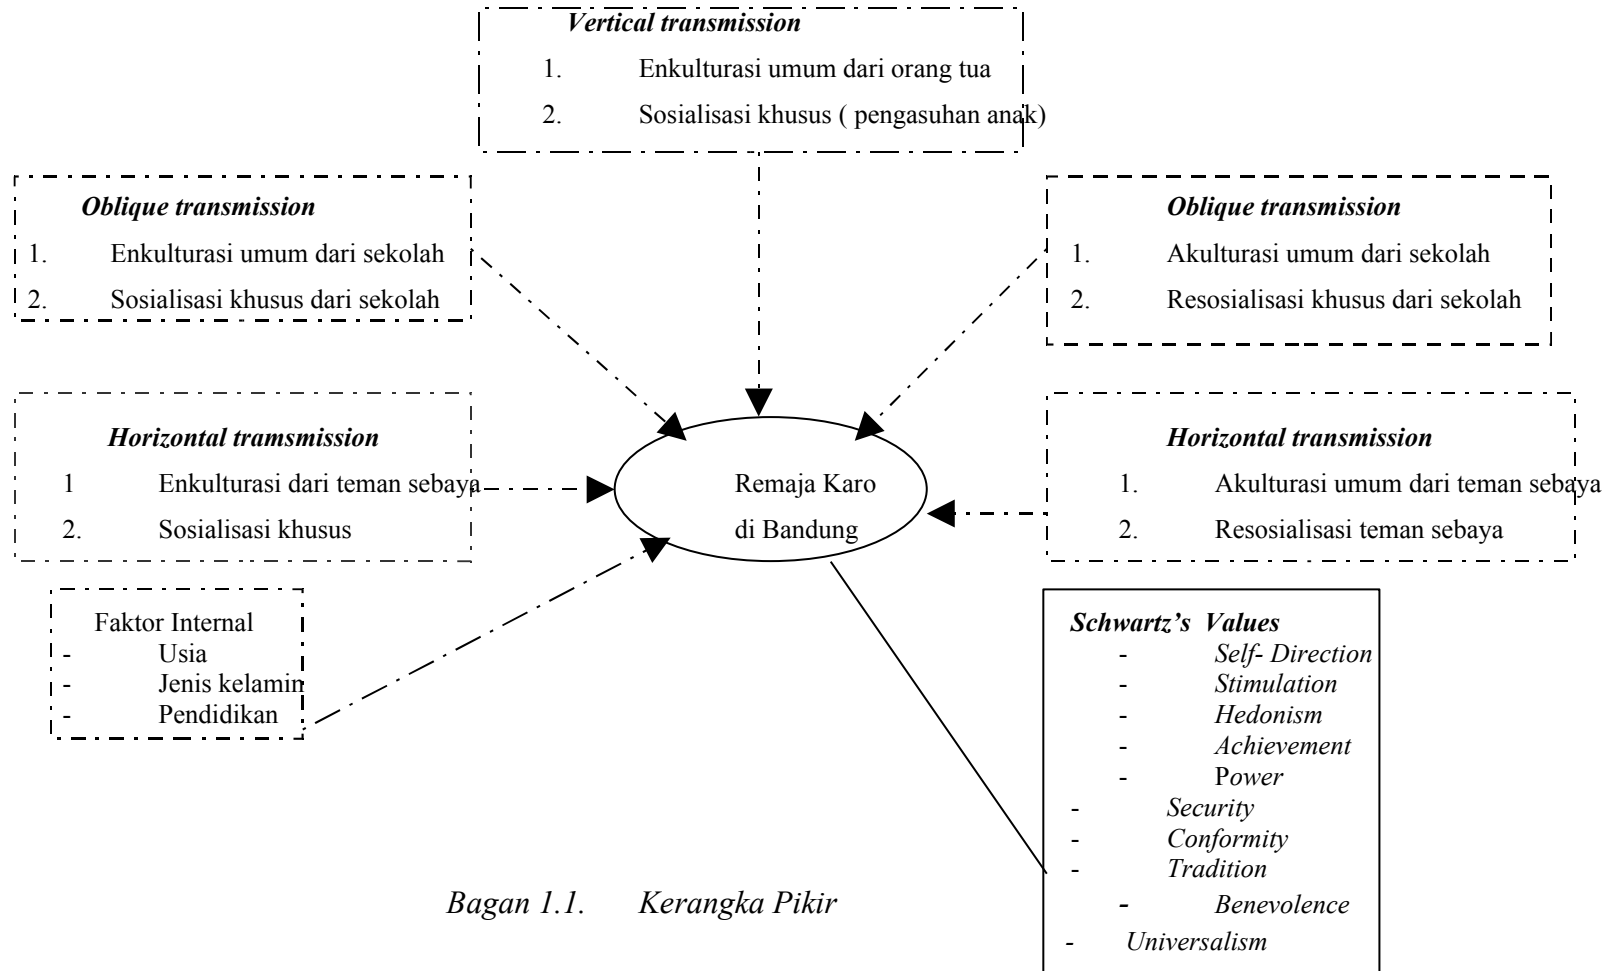 Vertical transmission
1. Enkulturasi umum dari orang tua
2. Sosialisasi khusus ( pengasuhan anak)
Oblique transmission
1. Enkulturasi umum dari sekolah
2. Sosialisasi khusus dari sekolah
Oblique transmission
1. Akulturasi umum dari sekolah
2. Resosialisasi khusus dari sekolah
Horizontal tramsmission
1 Enkulturasi dari teman sebaya
2. Sosialisasi khusus
Remaja Karo
di Bandung
Horizontal transmission
1. Akulturasi umum dari teman sebaya
2. Resosialisasi teman sebaya
Faktor Internal
- Usia
- Jenis kelamin
- Pendidikan
Schwartz’s Values
- Self- Direction
- Stimulation
- Hedonism
- Achievement
- Power
- Security
- Conformity
- Tradition
- Benevolence
- Universalism
Bagan 1.1. Kerangka Pikir